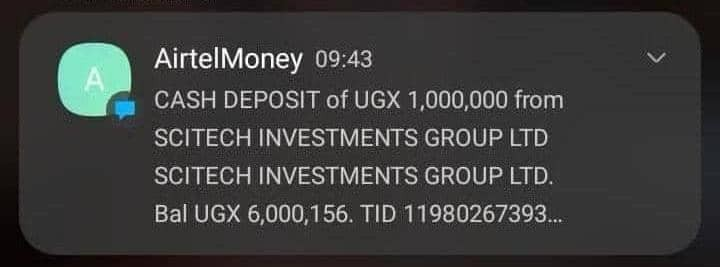 AirtelMoney 09:43
A
CASH DEPOSIT of UGX 1,000,000 from
SCITECH INVESTMENTS GROUP LTD
SCITECH INVESTMENTS GROUP LTD.
Bal UGX 6,000,156. TID 11980267393...